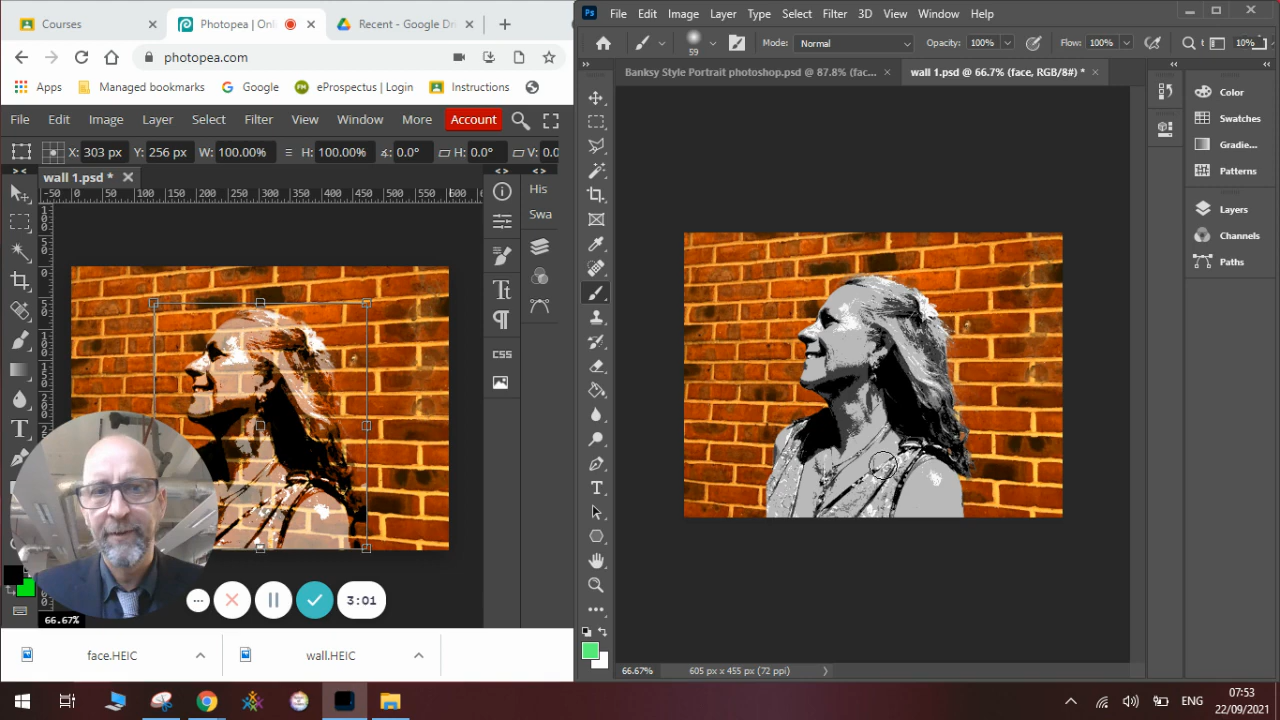 Courses
Photopea | Onl
Recent - Google Dri
photopea.com
Apps
Managed bookmarks
Google
eProspectus | Login
Instructions
File
Edit
Image
Layer
Select
Filter
View
Window
More
Account
X: 303 px
Y: 256 px
W: 100.00%
H: 100.00%
0.0°
H: 0.0°
V: 0.0
wall 1.psd *
His
Swa
CSS
-50
0
50
100
150
200
250
300
350
400
450
500
550
600
66.67%
3:01
face.HEIC
wall.HEIC
Ps
File
Edit
Image
Layer
Type
Select
Filter
3D
View
Window
Help
59
Mode:
Normal
Opacity:
100%
Flow:
100%
10%
Banksy Style Portrait photoshop.psd @ 87.8% (fac...
wall 1.psd @ 66.7% (face, RGB/8#) *
Color
Swatches
Gradie...
Patterns
Layers
Channels
Paths
66.67%
605 px x 455 px (72 ppi)
ENG
07:53
22/09/2021